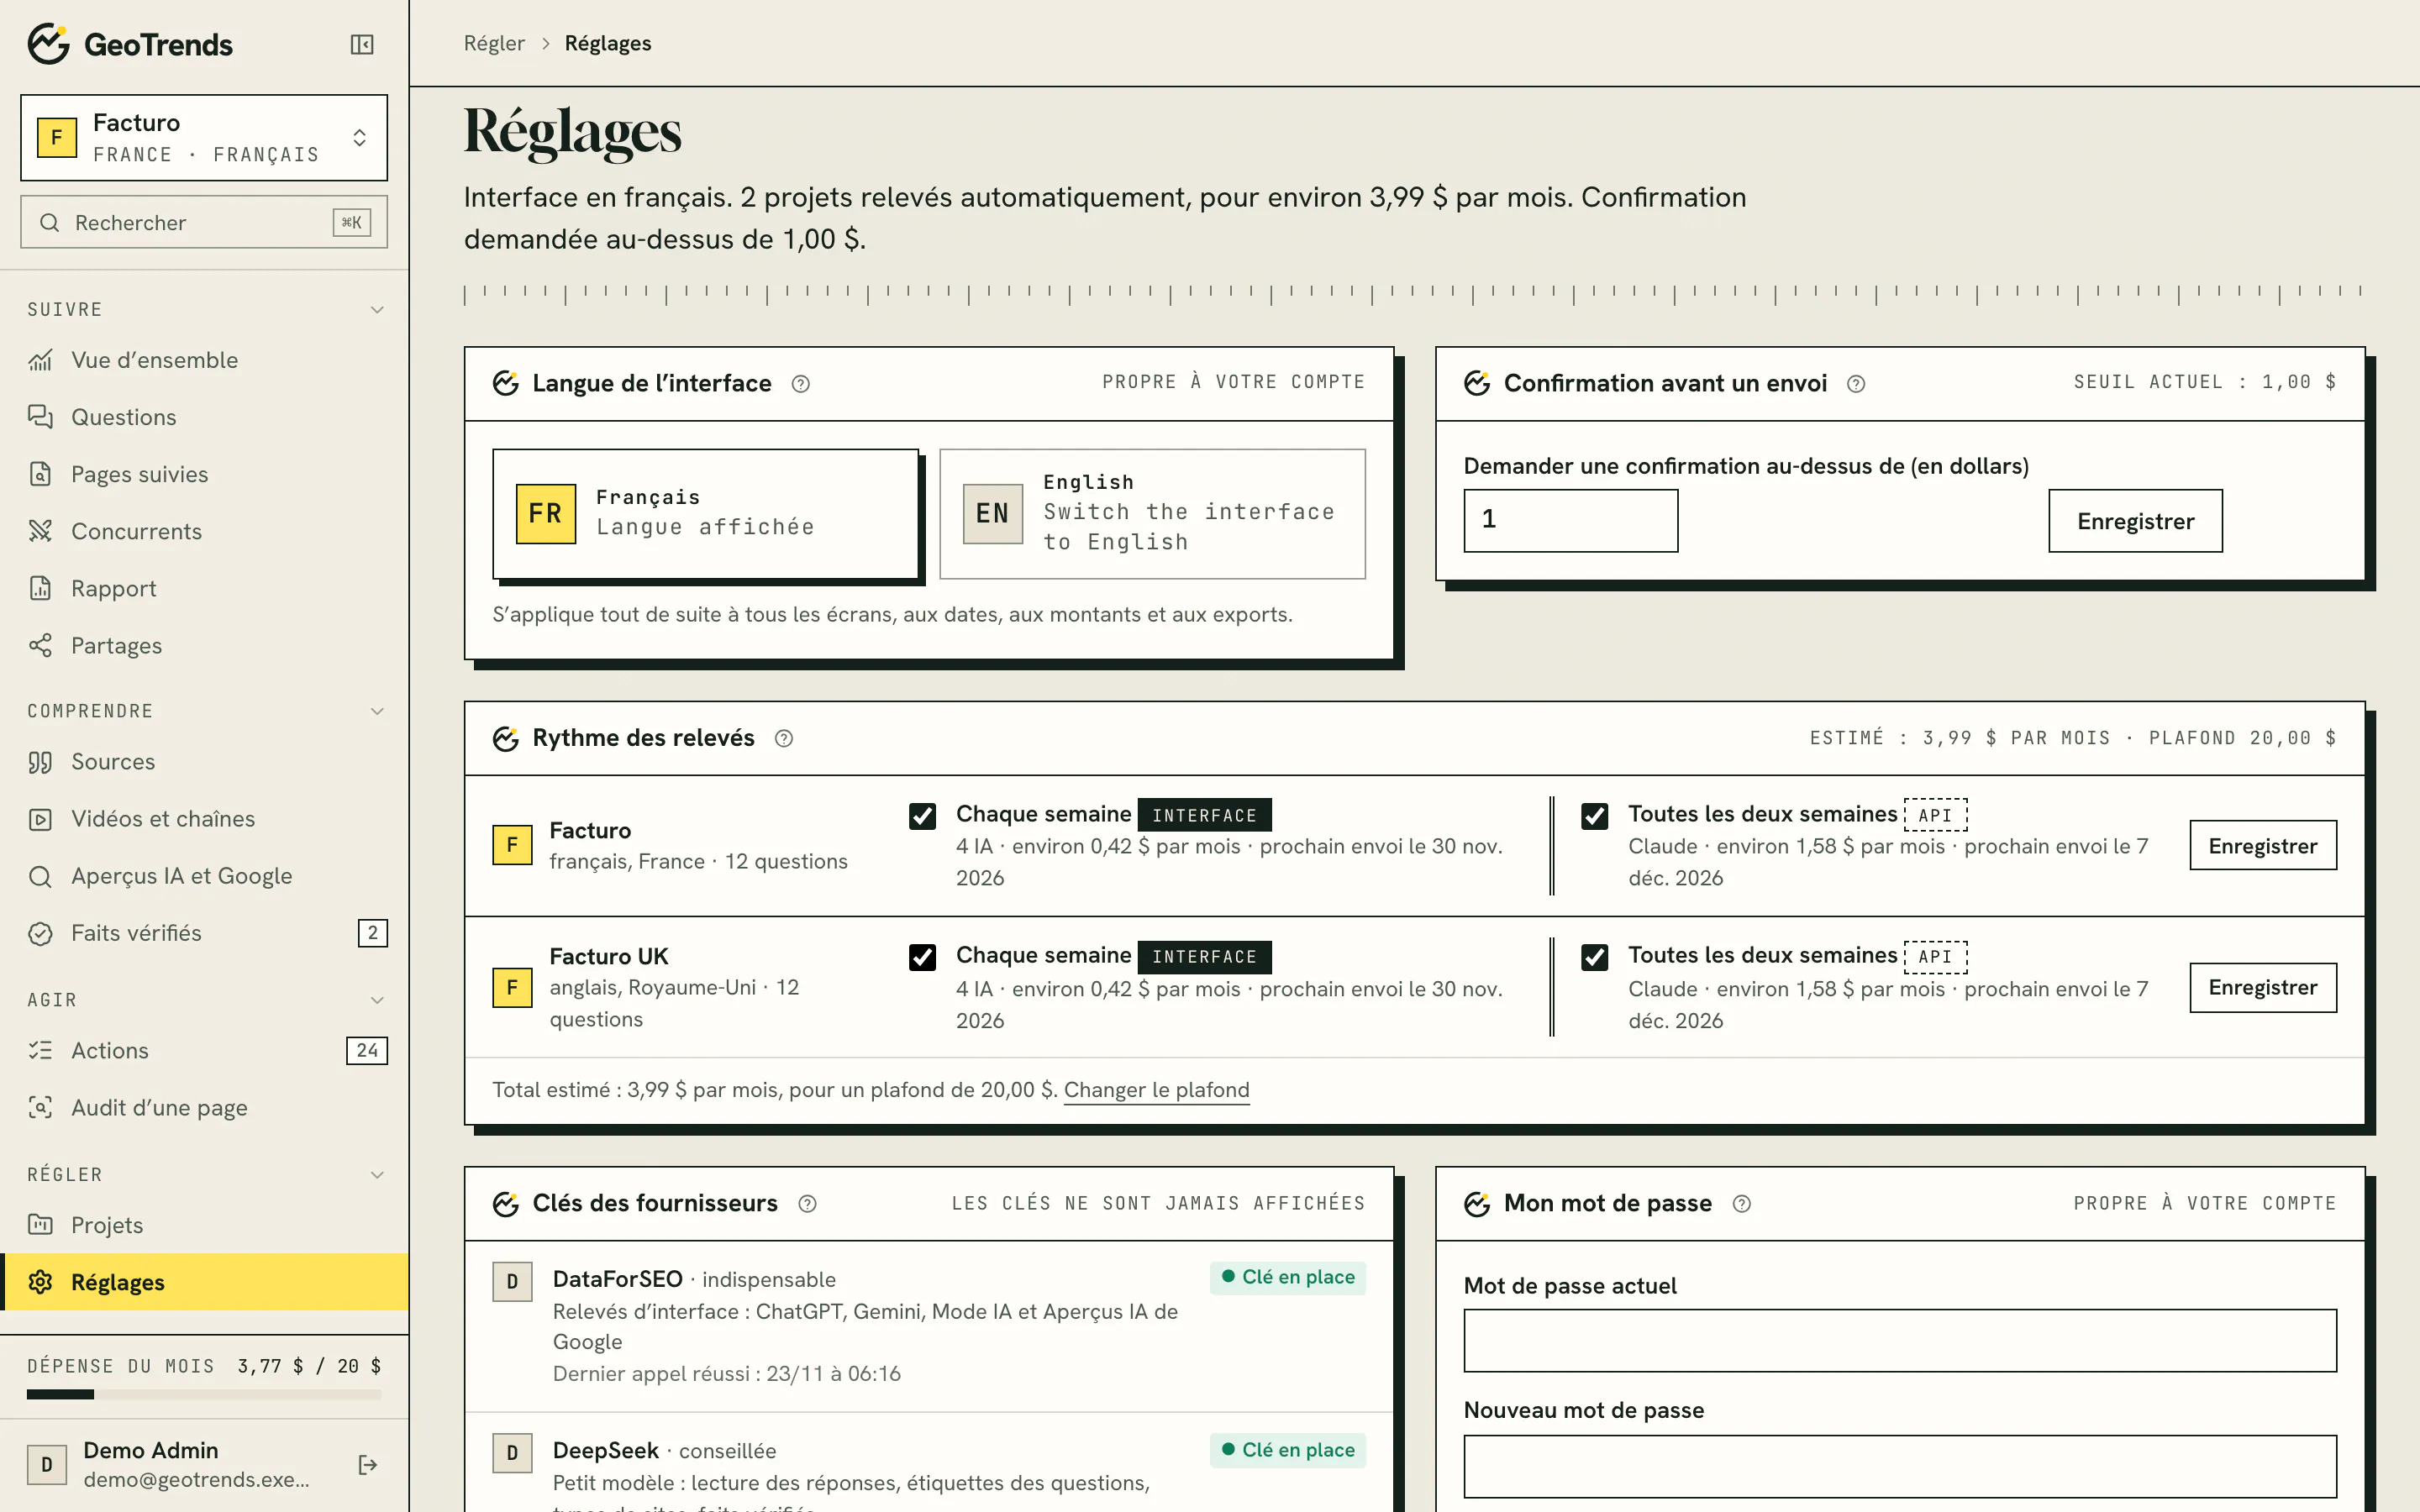 GeoTrends
F
Facturo
FRANCE · FRANÇAIS
Rechercher
⌘K
SUIVRE
Vue d’ensemble
Questions
Pages suivies
Concurrents
Rapport
Partages
COMPRENDRE
Sources
Vidéos et chaînes
Aperçus IA et Google
Faits vérifiés
2
AGIR
Actions
24
Audit d’une page
RÉGLER
Projets
Réglages
DÉPENSE DU MOIS 3,77 $ / 20 $
D
Demo Admin
demo@geotrends.exe...
Régler > Réglages
Réglages
Interface en français. 2 projets relevés automatiquement, pour environ 3,99 $ par mois. Confirmation
demandée au-dessus de 1,00 $.
Langue de l’interface
PROPRE À VOTRE COMPTE
FR
Français
Langue affichée
EN
English
Switch the interface
to English
S’applique tout de suite à tous les écrans, aux dates, aux montants et aux exports.
Confirmation avant un envoi
SEUIL ACTUEL : 1,00 $
Demander une confirmation au-dessus de (en dollars)
1
Enregistrer
Rythme des relevés
ESTIMÉ : 3,99 $ PAR MOIS · PLAFOND 20,00 $
F
Facturo
français, France · 12 questions
Chaque semaine INTERFACE
4 IA · environ 0,42 $ par mois · prochain envoi le 30 nov.
2026
Toutes les deux semaines API
Claude · environ 1,58 $ par mois · prochain envoi le 7
déc. 2026
Enregistrer
F
Facturo UK
anglais, Royaume-Uni · 12
questions
Chaque semaine INTERFACE
4 IA · environ 0,42 $ par mois · prochain envoi le 30 nov.
2026
Toutes les deux semaines API
Claude · environ 1,58 $ par mois · prochain envoi le 7
déc. 2026
Enregistrer
Total estimé : 3,99 $ par mois, pour un plafond de 20,00 $. Changer le plafond
Clés des fournisseurs
LES CLÉS NE SONT JAMAIS AFFICHÉES
D
DataForSEO · indispensable
Clé en place
Relevés d’interface : ChatGPT, Gemini, Mode IA et Aperçus IA de
Google
Dernier appel réussi : 23/11 à 06:16
D
DeepSeek · conseillée
Clé en place
Petit modèle : lecture des réponses, étiquettes des questions,
Mon mot de passe
PROPRE À VOTRE COMPTE
Mot de passe actuel
Nouveau mot de passe